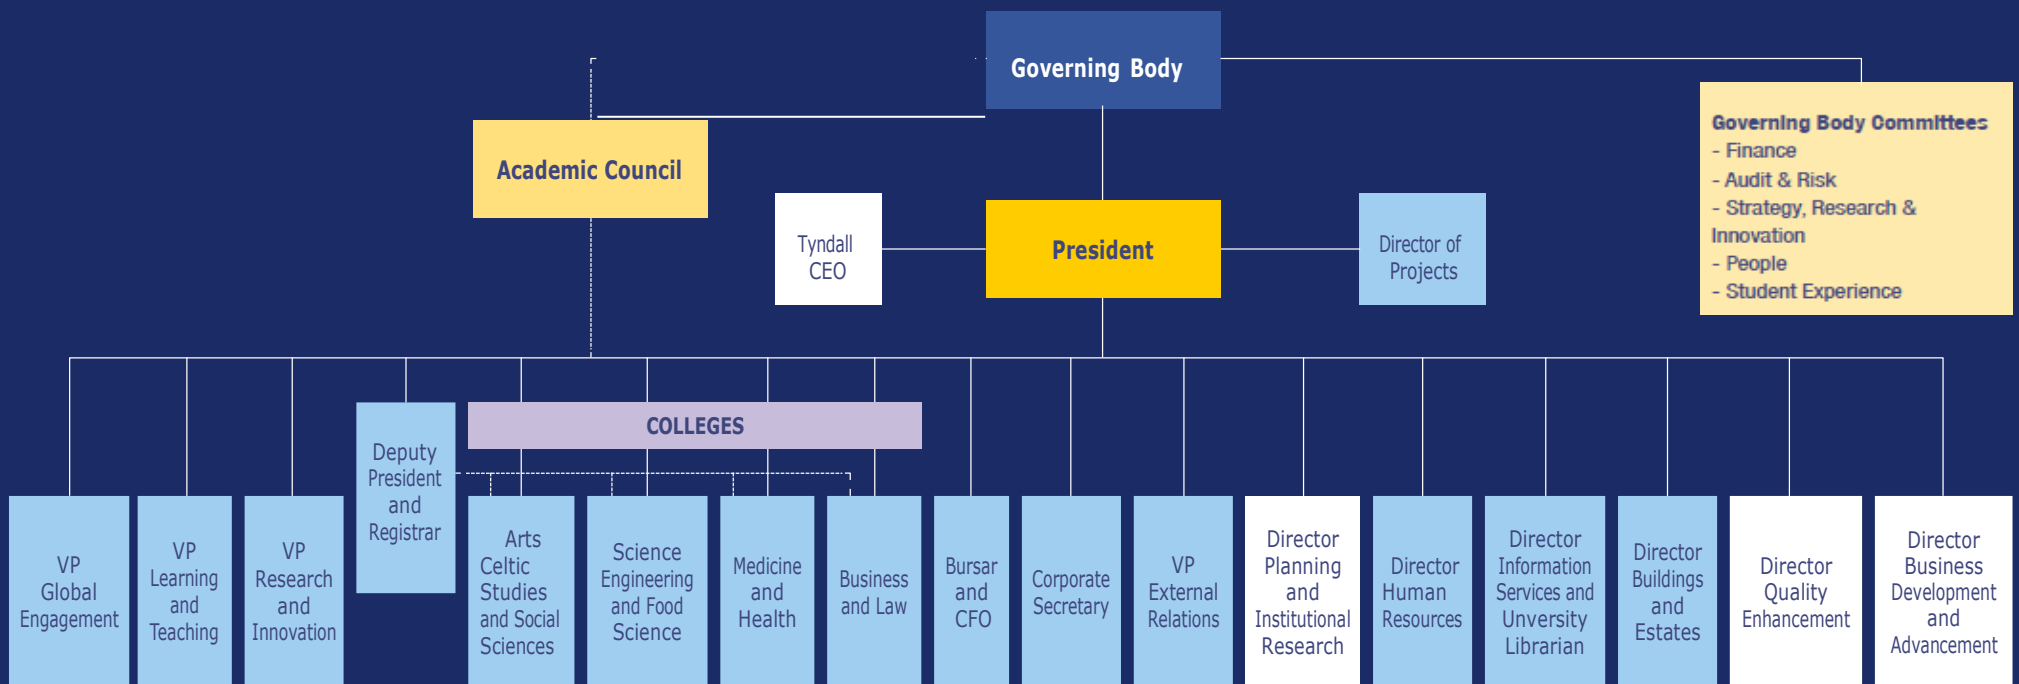 Governing Body
Governing Body Committees
- Finance
- Audit & Risk
- Strategy, Research &
Innovation
- People
- Student Experience
Academic Council
Tyndall
CEO
President
Director of
Projects
Deputy
President
and
Registrar
COLLEGES
VP
Global
Engagement
VP
Learning
and
Teaching
VP
Research
and
Innovation
Arts
Celtic
Studies
and Social
Sciences
Science
Engineering
and Food
Science
Medicine
and
Health
Business
and Law
Bursar
and
CFO
Corporate
Secretary
VP
External
Relations
Director
Planning
and
Institutional
Research
Director
Human
Resources
Director
Information
Services and
Unversity
Librarian
Director
Buildings
and
Estates
Director
Quality
Enhancement
Director
Business
Development
and
Advancement